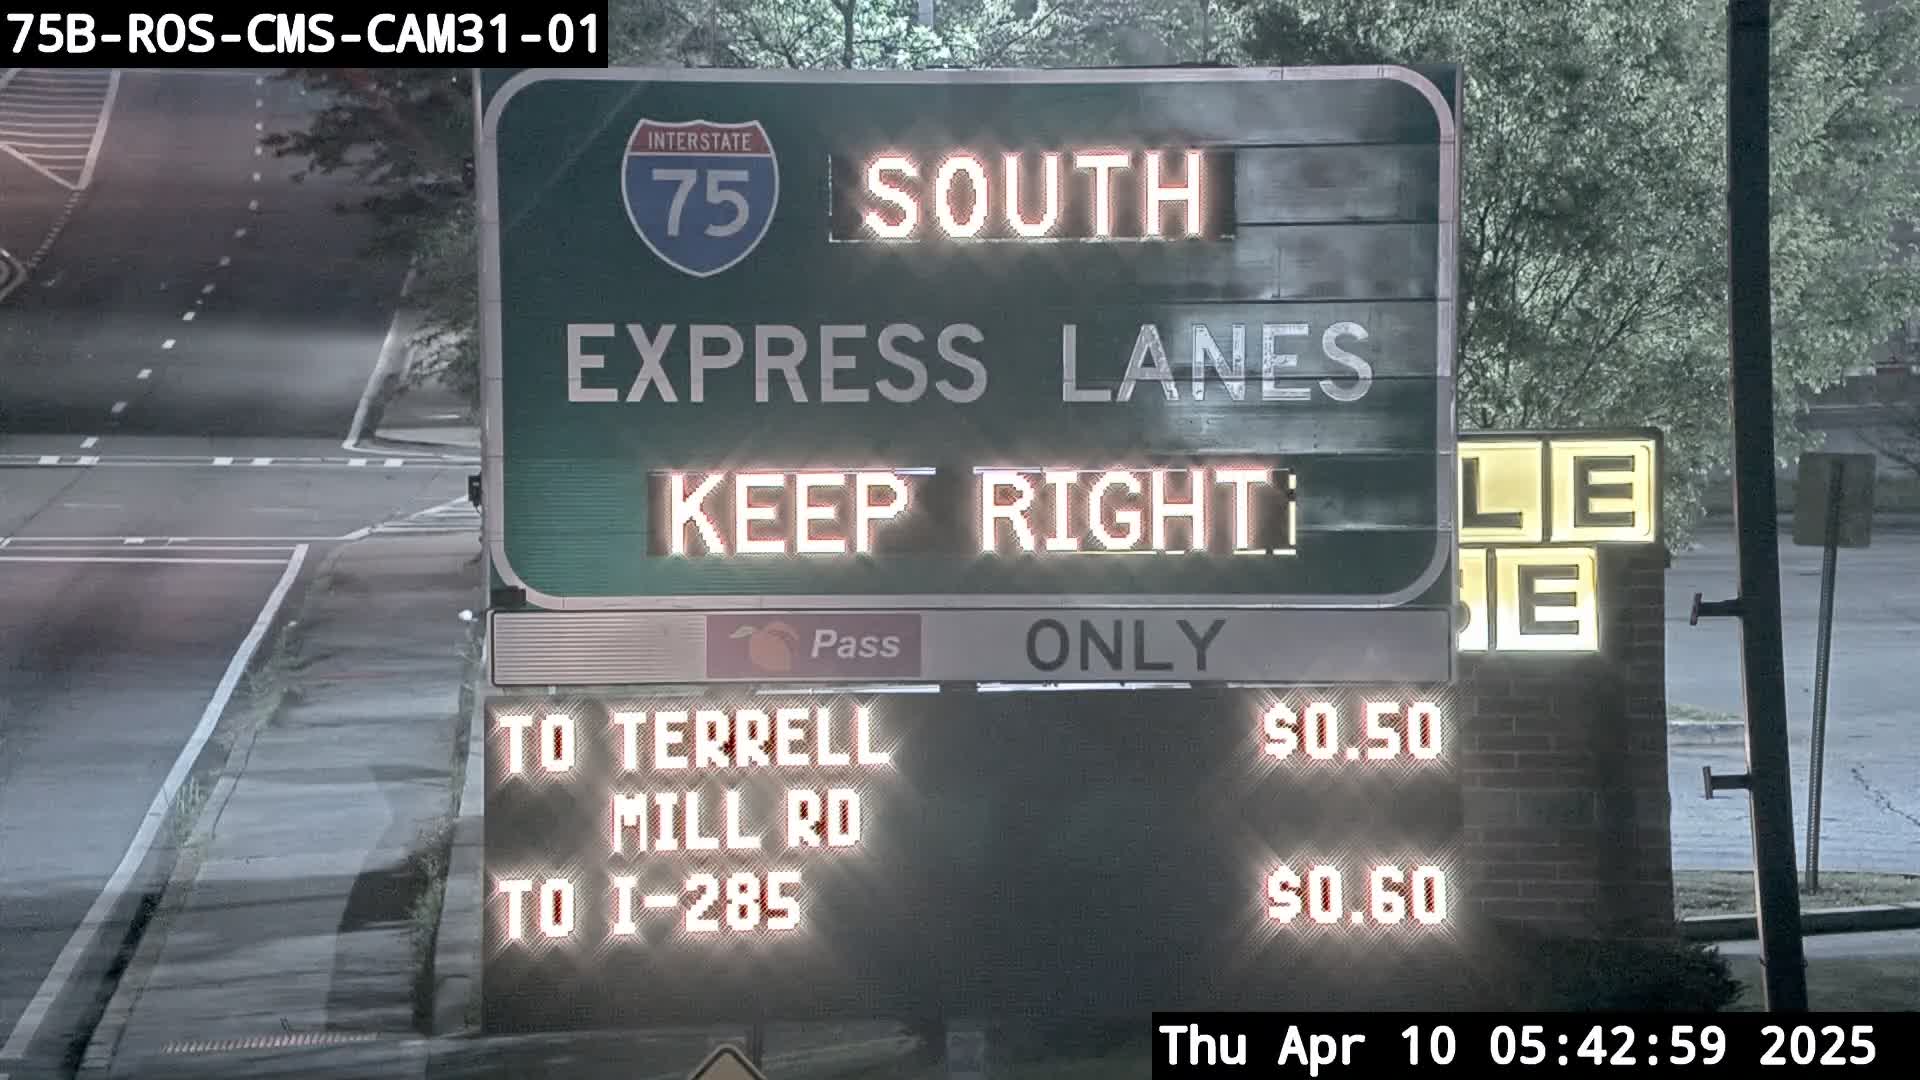 75B-ROS-CMS-CAM31-01
INTERSTATE
75
SOUTH
EXPRESS LANES
KEEP RIGHT
Pass ONLY
TO TERRELL $0.50
MILL RD
TO I-285 $0.60
LE
E
Thu Apr 10 05:42:59 2025